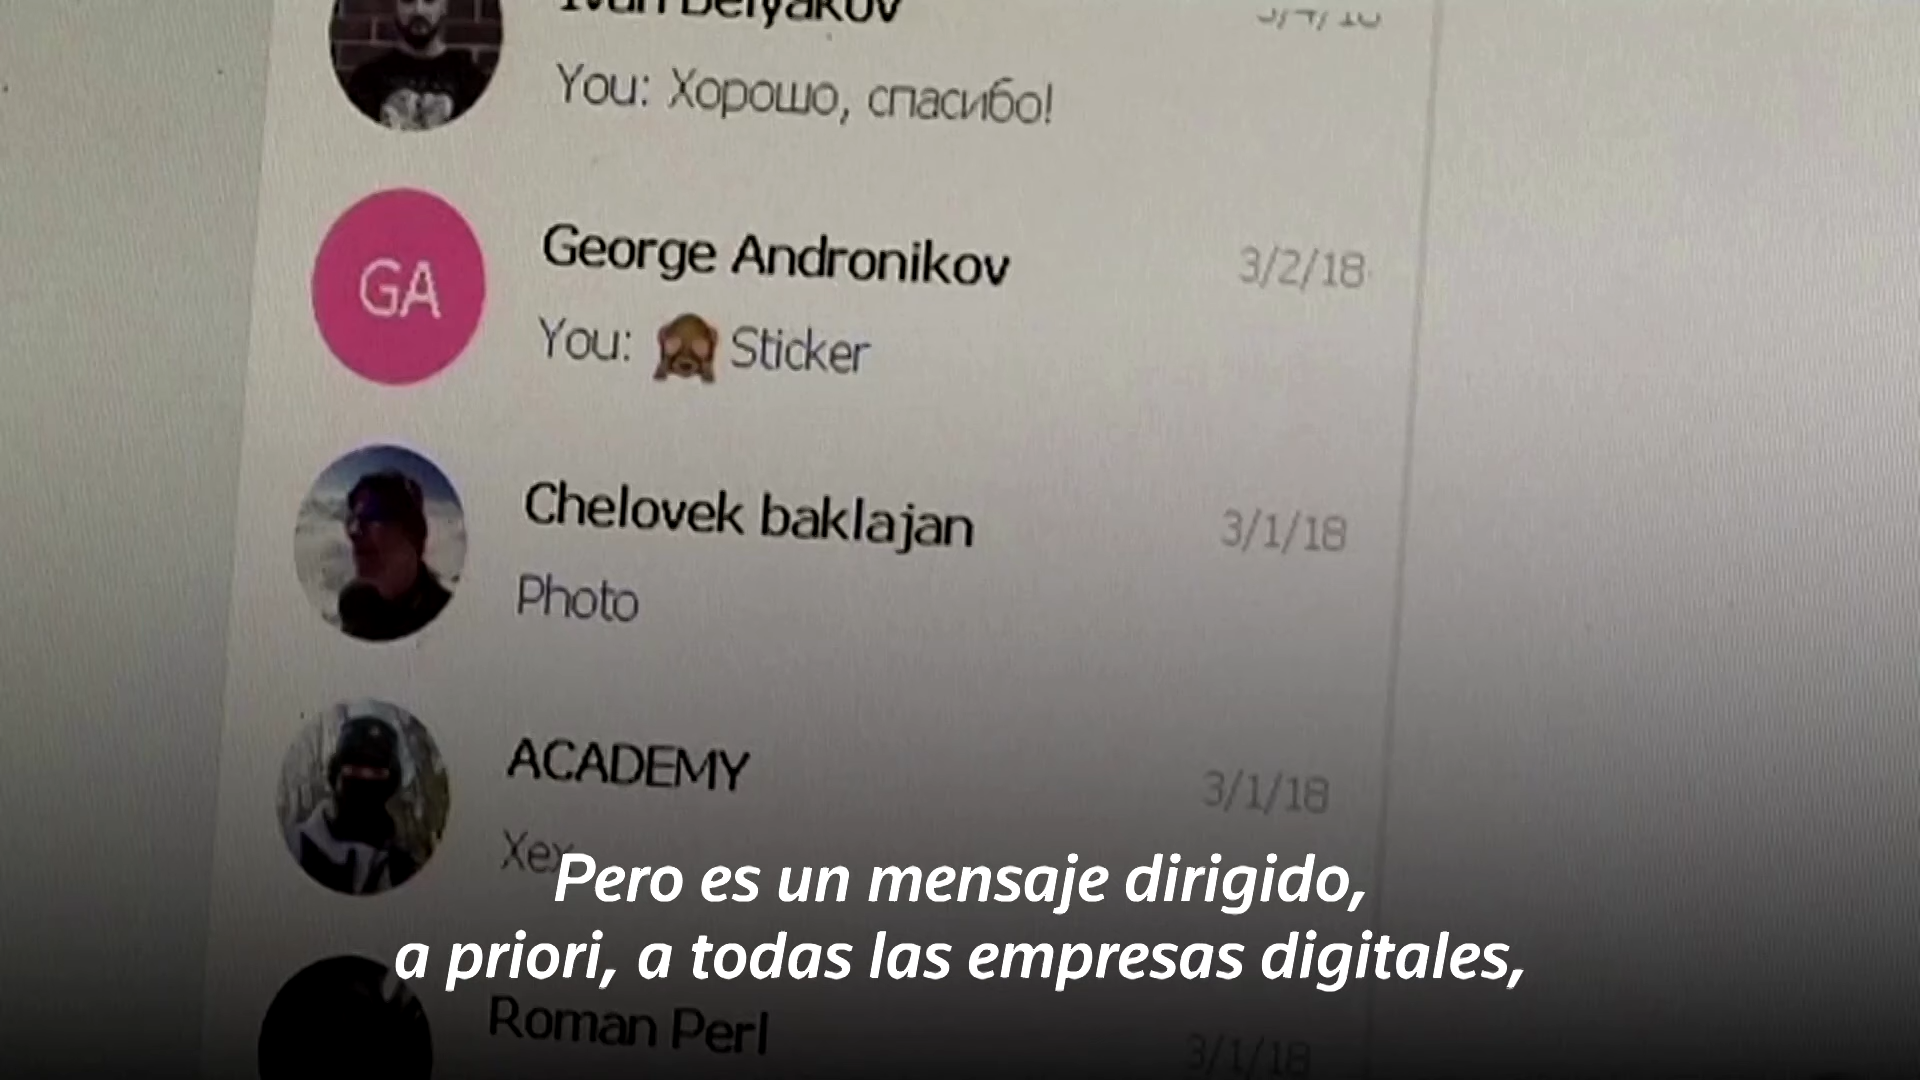 Ivan Belyakov
You: Хорошо, спасибо!
GA
George Andronikov
3/2/18
You: Sticker
Chelovek baklajan
3/1/18
Photo
ACADEMY
3/1/18
Xex
Pero es un mensaje dirigido,
a priori, a todas las empresas digitales,
Roman Perl
3/1/18